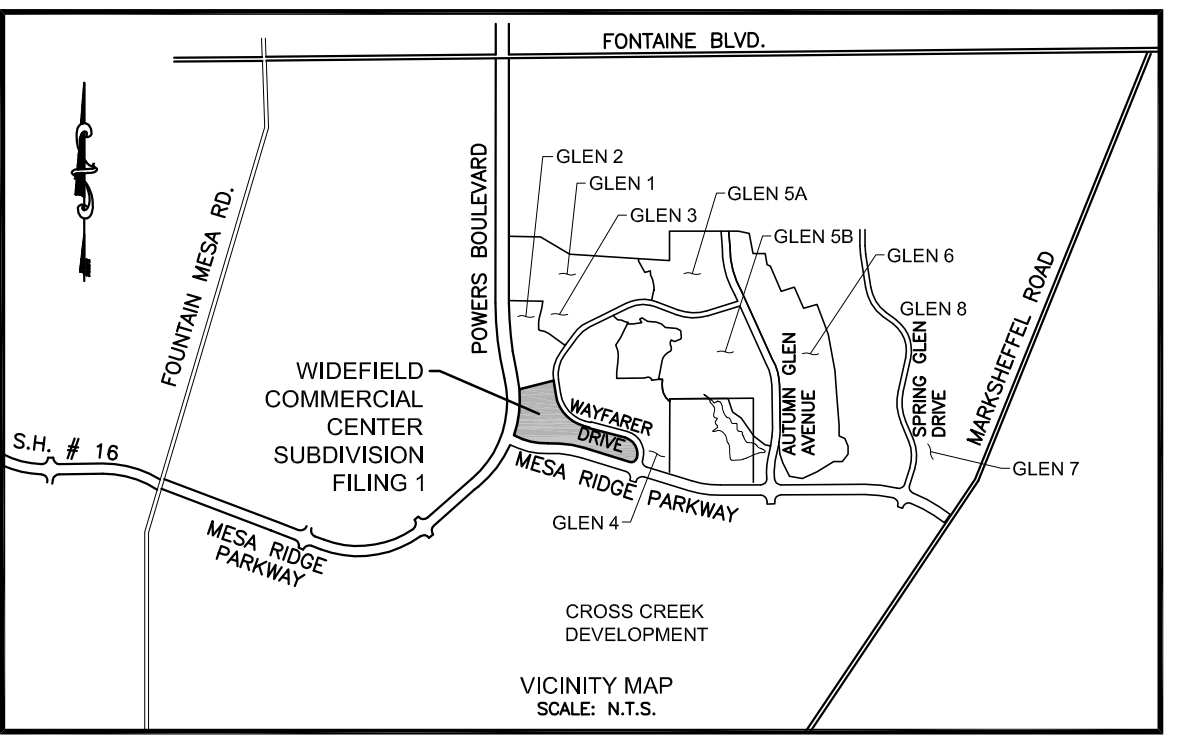 FONTAINE BLVD.
GLEN 2
GLEN 1
GLEN 3
GLEN 5A
GLEN 5B
GLEN 6
GLEN 8
GLEN 7
GLEN 4
POWERS BOULEVARD
FOUNTAIN MESA RD.
MARKSHEFFEL ROAD
AUTUMN GLEN
AVENUE
SPRING GLEN
DRIVE
WIDEFIELD
COMMERCIAL
CENTER
SUBDIVISION
FILING 1
WAYFARER
DRIVE
S.H. # 16
MESA RIDGE PARKWAY
MESA RIDGE
PARKWAY
CROSS CREEK
DEVELOPMENT
VICINITY MAP
SCALE: N.T.S.